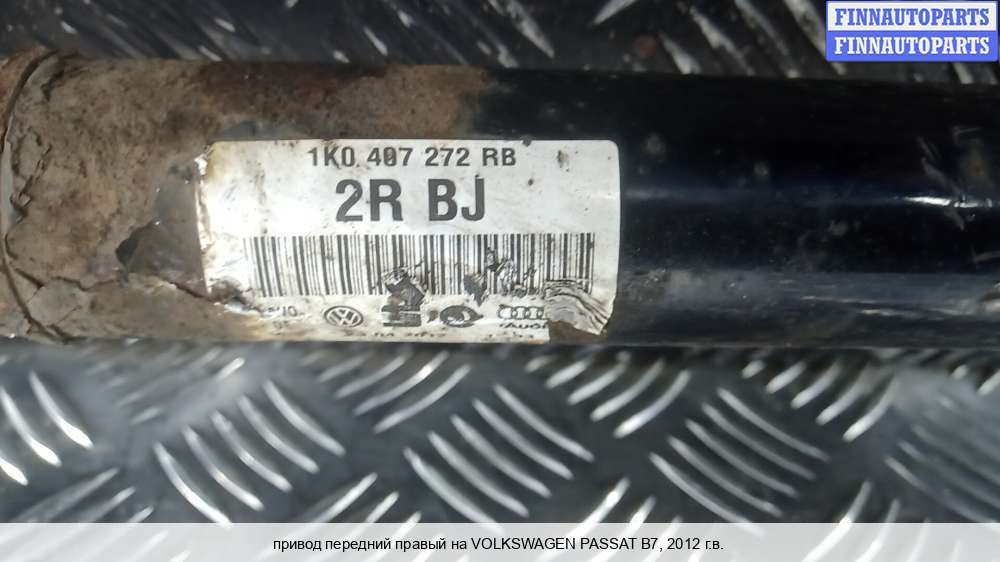 FINNAUTOPARTS
FINNAUTOPARTS
1K0 407 272 RB
2R BJ
привод передний правый на VOLKSWAGEN PASSAT B7, 2012 г.в.